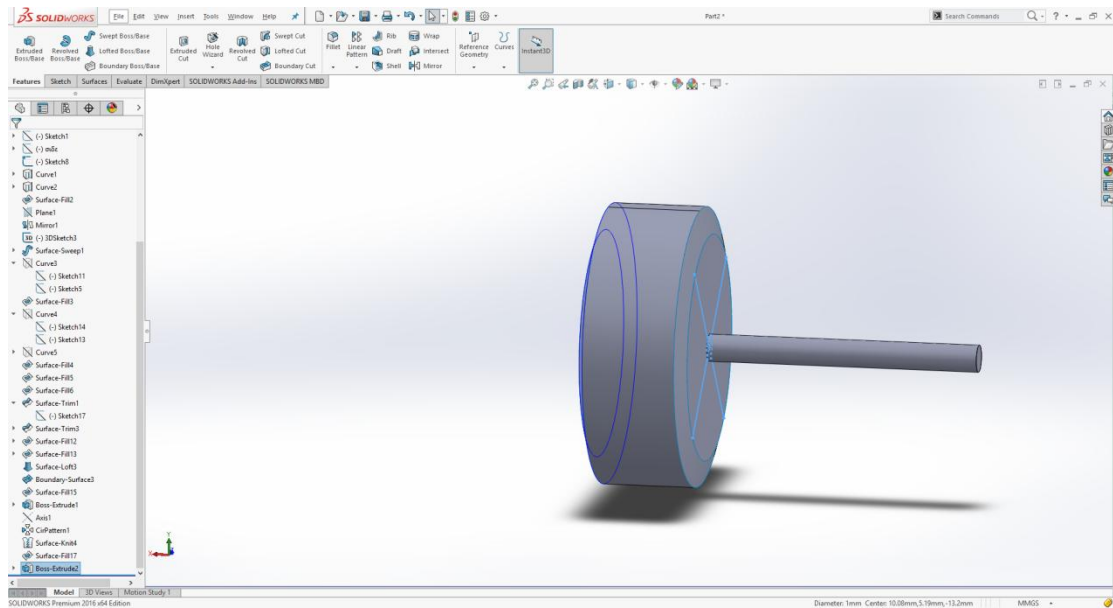 SOLIDWORKS File Edit View Insert Tools Window Help Part2 * Search Commands
Extruded Boss/Base
Revolved Boss/Base
Swept Boss/Base
Lofted Boss/Base
Boundary Boss/Base
Extruded Cut
Hole Wizard
Revolved Cut
Swept Cut
Lofted Cut
Boundary Cut
Fillet
Linear Pattern
Rib
Draft
Shell
Wrap
Intersect
Mirror
Reference Geometry
Curves
Instant3D
Features Sketch Surfaces Evaluate DimXpert SOLIDWORKS Add-Ins SOLIDWORKS MBD
(-) Sketch1
(-) σιδε
(-) Sketch8
Curve1
Curve2
Surface-Fill2
Plane1
Mirror1
(-) 3DSketch3
Surface-Sweep1
Curve3
(-) Sketch11
(-) Sketch5
Surface-Fill3
Curve4
(-) Sketch14
(-) Sketch13
Curve5
Surface-Fill4
Surface-Fill5
Surface-Fill6
Surface-Trim1
(-) Sketch17
Surface-Trim3
Surface-Fill12
Surface-Fill13
Surface-Loft3
Boundary-Surface3
Surface-Fill15
Boss-Extrude1
Axis1
CirPattern1
Surface-Knit4
Surface-Fill17
Boss-Extrude2
Y
X
Model 3D Views Motion Study 1
SOLIDWORKS Premium 2016 x64 Edition Diameter: 1mm Center: 10.08mm,5.19mm,-13.2mm MMGS